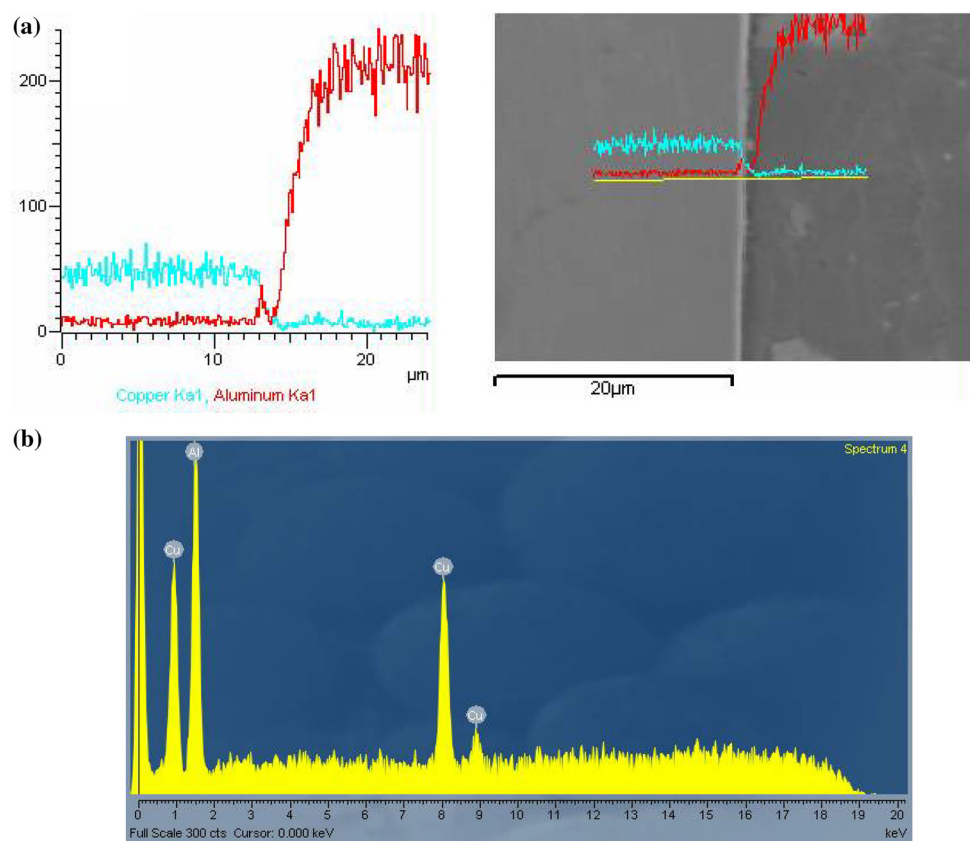 (a)
200
100
0
0 10 20
µm
Copper Ka1, Aluminum Ka1
20µm
(b)
Spectrum 4
Al
Cu
Cu
Cu
0 1 2 3 4 5 6 7 8 9 10 11 12 13 14 15 16 17 18 19 20
Full Scale 300 cts Cursor: 0.000 keV keV